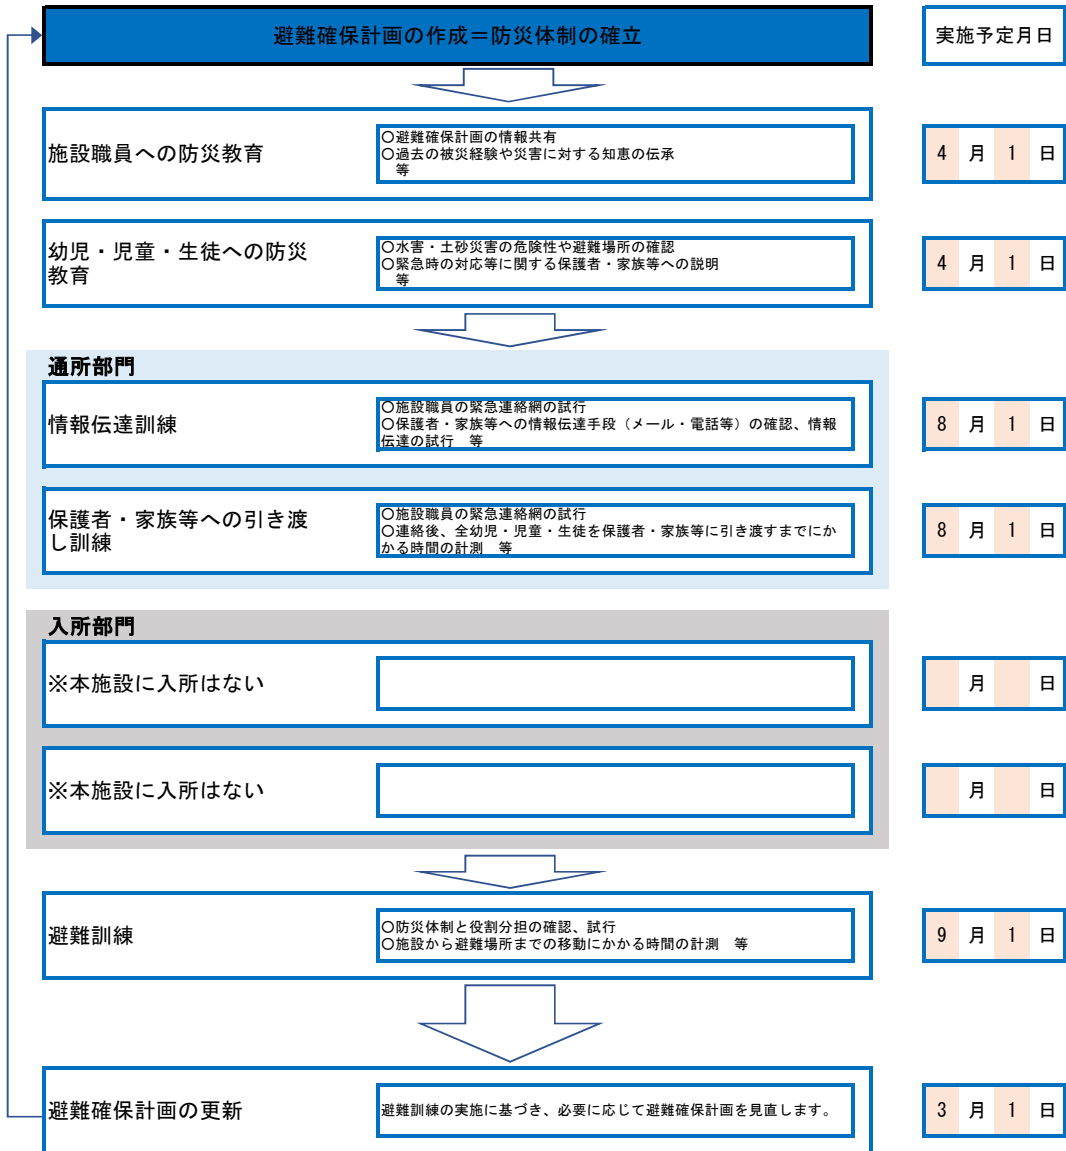 避難確保計画の作成＝防災体制の確立
実施予定月日
施設職員への防災教育
〇避難確保計画の情報共有
〇過去の被災経験や災害に対する知恵の伝承
等
4 月 1 日
幼児・児童・生徒への防災
教育
〇水害・土砂災害の危険性や避難場所の確認
〇緊急時の対応等に関する保護者・家族等への説明
等
4 月 1 日
通所部門
情報伝達訓練
〇施設職員の緊急連絡網の試行
〇保護者・家族等への情報伝達手段（メール・電話等）の確認、情報
伝達の試行　等
8 月 1 日
保護者・家族等への引き渡
し訓練
〇施設職員の緊急連絡網の試行
〇連絡後、全幼児・児童・生徒を保護者・家族等に引き渡すまでにか
かる時間の計測　等
8 月 1 日
入所部門
※本施設に入所はない
月 日
※本施設に入所はない
月 日
避難訓練
〇防災体制と役割分担の確認、試行
〇施設から避難場所までの移動にかかる時間の計測　等
9 月 1 日
避難確保計画の更新
避難訓練の実施に基づき、必要に応じて避難確保計画を見直します。
3 月 1 日